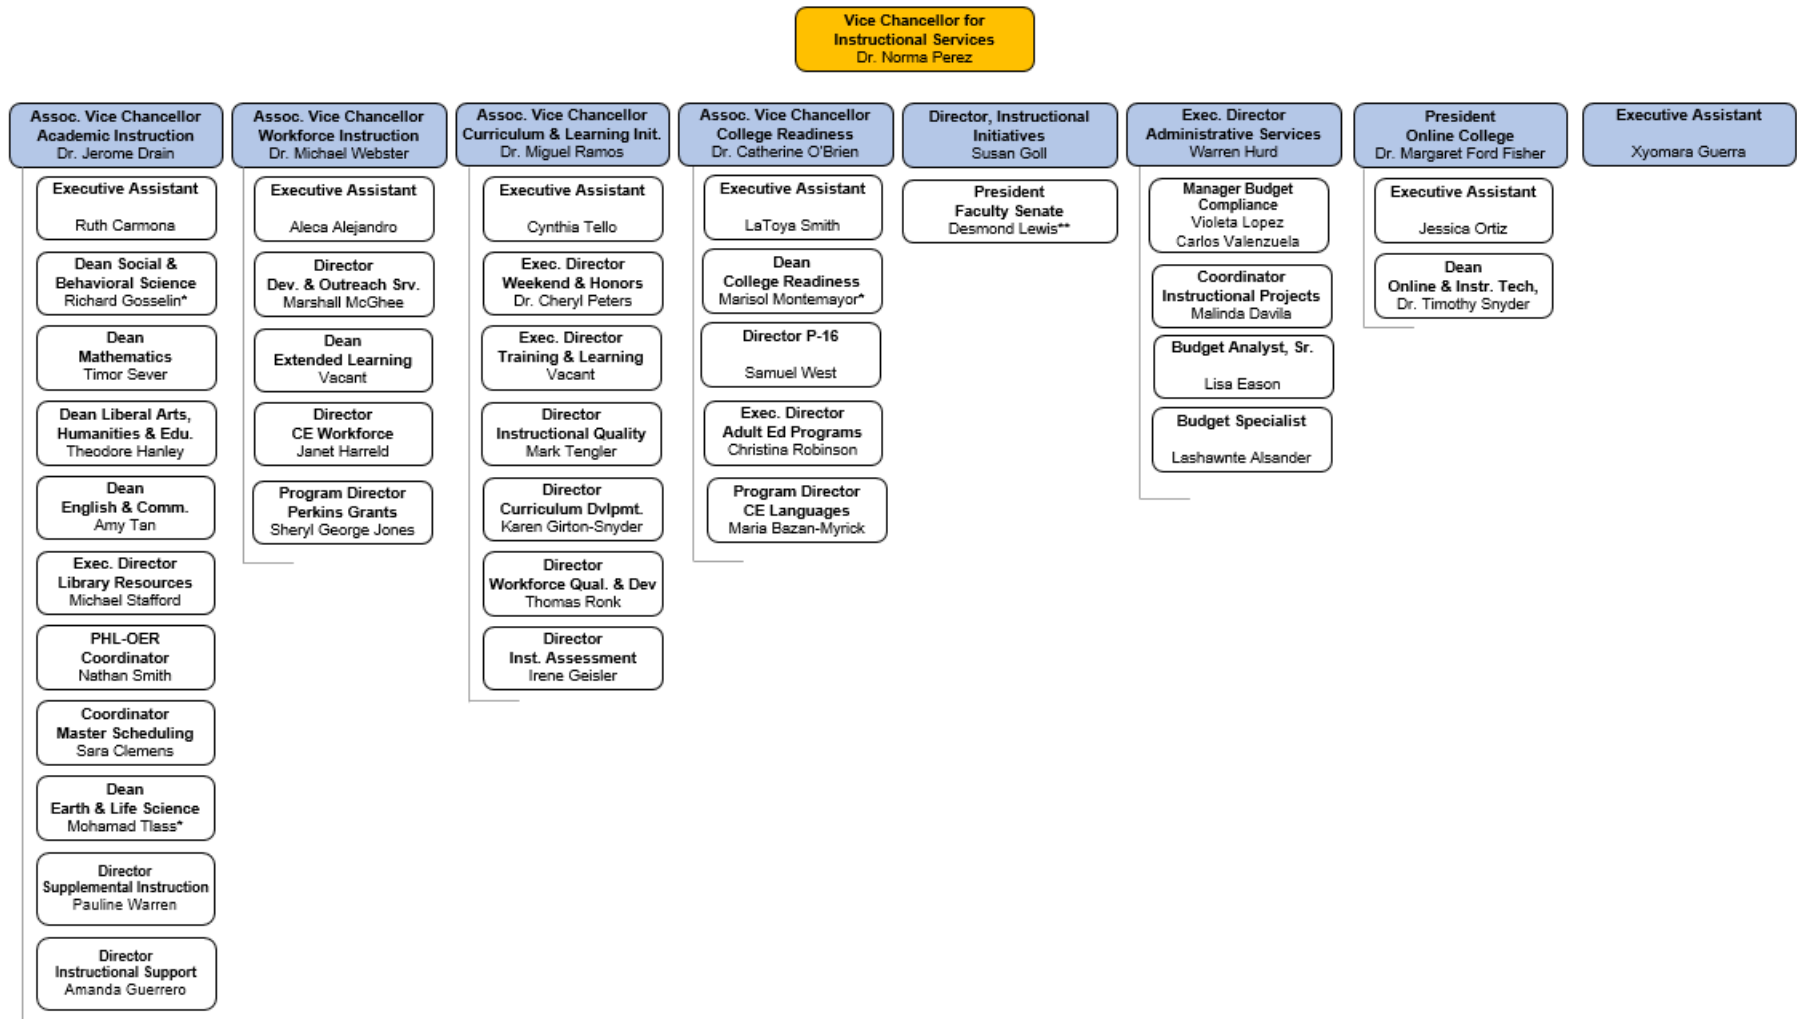 Vice Chancellor for
Instructional Services
Dr. Norma Perez
Assoc. Vice Chancellor
Academic Instruction
Dr. Jerome Drain
Executive Assistant
Ruth Carmona
Dean Social &
Behavioral Science
Richard Gosselin*
Dean
Mathematics
Timor Sever
Dean Liberal Arts,
Humanities & Edu.
Theodore Hanley
Dean
English & Comm.
Amy Tan
Exec. Director
Library Resources
Michael Stafford
PHL-OER
Coordinator
Nathan Smith
Coordinator
Master Scheduling
Sara Clemens
Dean
Earth & Life Science
Mohamad Tlass*
Director
Supplemental Instruction
Pauline Warren
Director
Instructional Support
Amanda Guerrero
Assoc. Vice Chancellor
Workforce Instruction
Dr. Michael Webster
Executive Assistant
Aleca Alejandro
Director
Dev. & Outreach Srv.
Marshall McGhee
Dean
Extended Learning
Vacant
Director
CE Workforce
Janet Harreld
Program Director
Perkins Grants
Sheryl George Jones
Assoc. Vice Chancellor
Curriculum & Learning Init.
Dr. Miguel Ramos
Executive Assistant
Cynthia Tello
Exec. Director
Weekend & Honors
Dr. Cheryl Peters
Exec. Director
Training & Learning
Vacant
Director
Instructional Quality
Mark Tengler
Director
Curriculum Dvlpmt.
Karen Girton-Snyder
Director
Workforce Qual. & Dev
Thomas Ronk
Director
Inst. Assessment
Irene Geisler
Assoc. Vice Chancellor
College Readiness
Dr. Catherine O'Brien
Executive Assistant
LaToya Smith
Dean
College Readiness
Marisol Montemayor*
Director P-16
Samuel West
Exec. Director
Adult Ed Programs
Christina Robinson
Program Director
CE Languages
Maria Bazan-Myrick
Director, Instructional
Initiatives
Susan Goll
President
Faculty Senate
Desmond Lewis**
Exec. Director
Administrative Services
Warren Hurd
Manager Budget
Compliance
Violeta Lopez
Carlos Valenzuela
Coordinator
Instructional Projects
Malinda Davila
Budget Analyst, Sr.
Lisa Eason
Budget Specialist
Lashawnte Alsander
President
Online College
Dr. Margaret Ford Fisher
Executive Assistant
Jessica Ortiz
Dean
Online & Instr. Tech,
Dr. Timothy Snyder
Executive Assistant
Xyomara Guerra